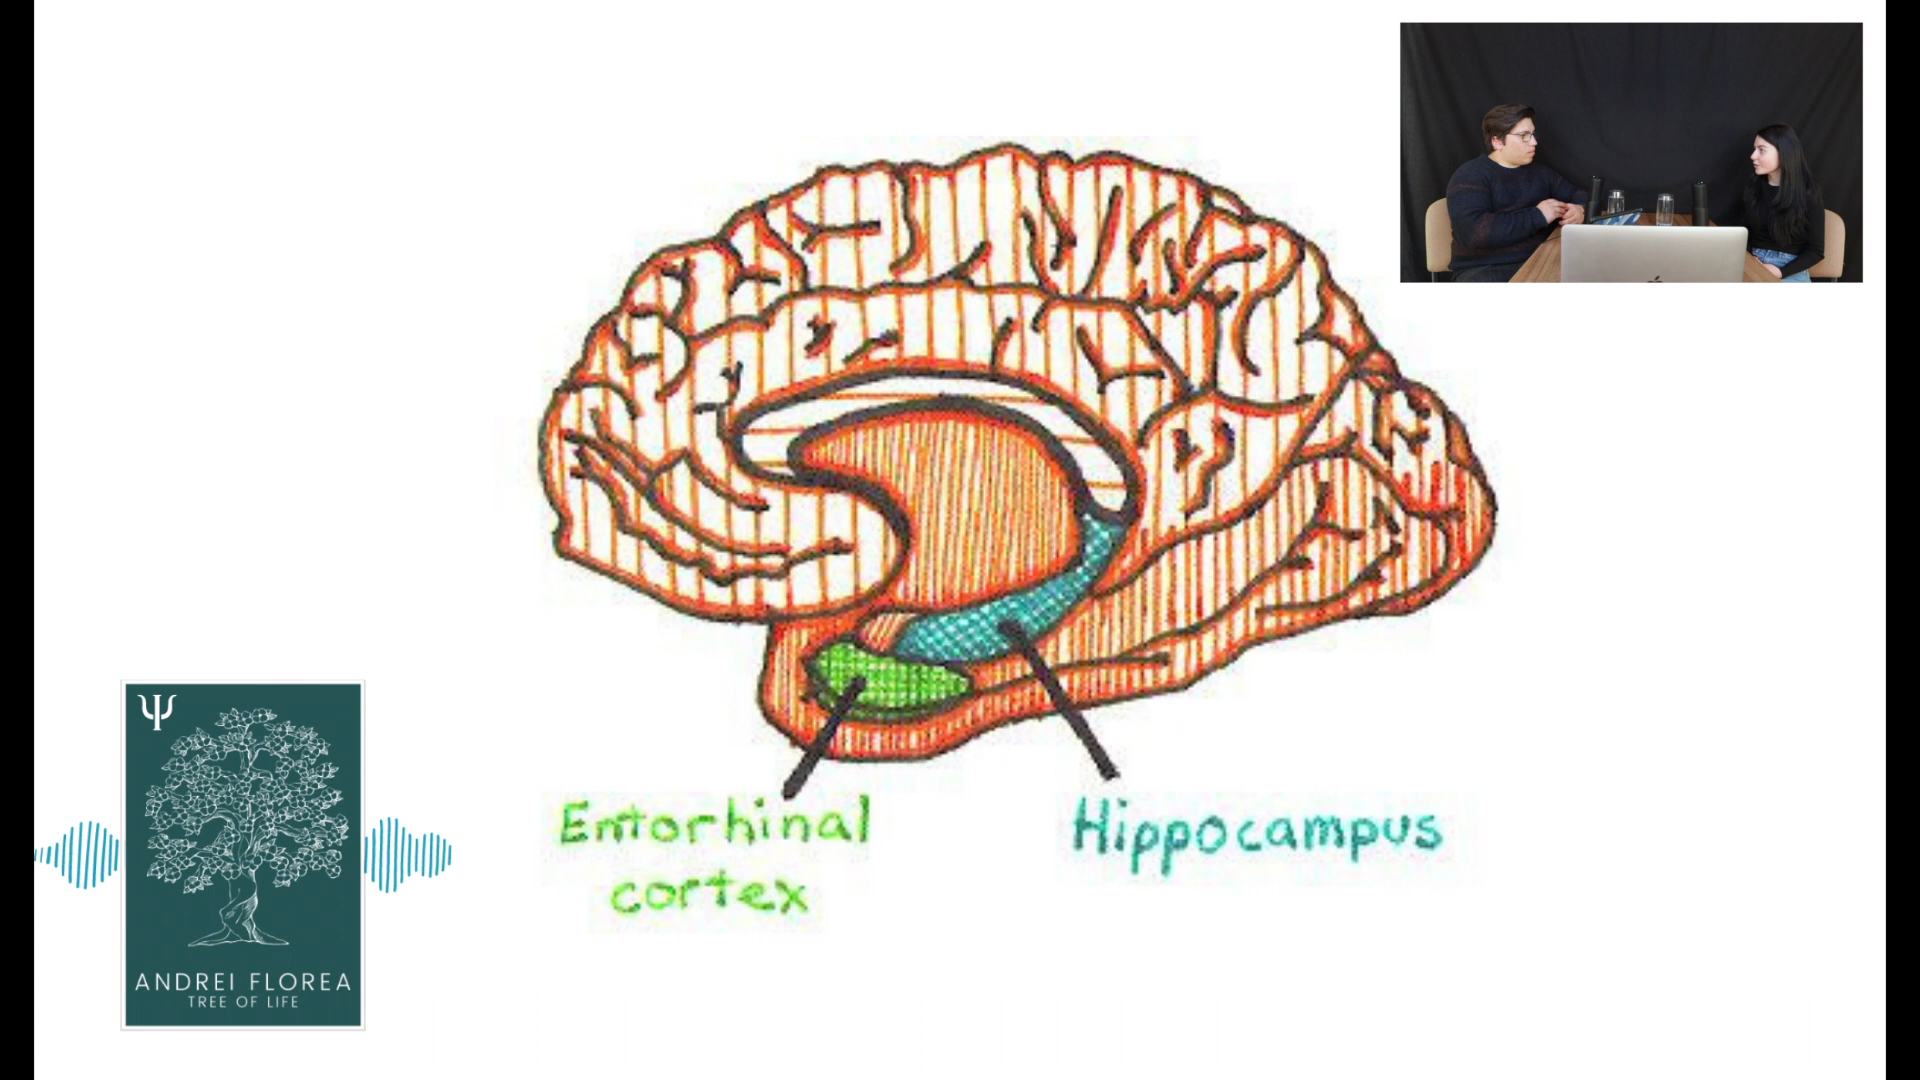 Entorhinal
cortex
Hippocampus
Ψ
ANDREI FLOREA
TREE OF LIFE